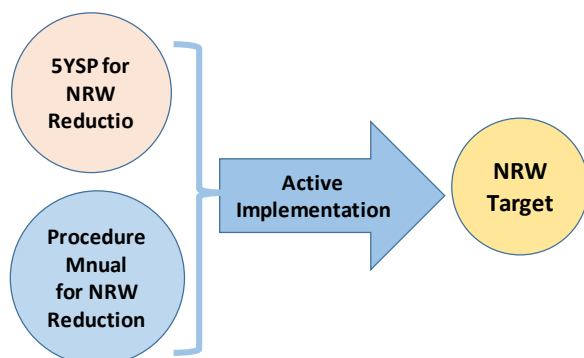 5YSP for
NRW
Reductio
Procedure
Mnual
for NRW
Reduction
Active
Implementation
NRW
Target